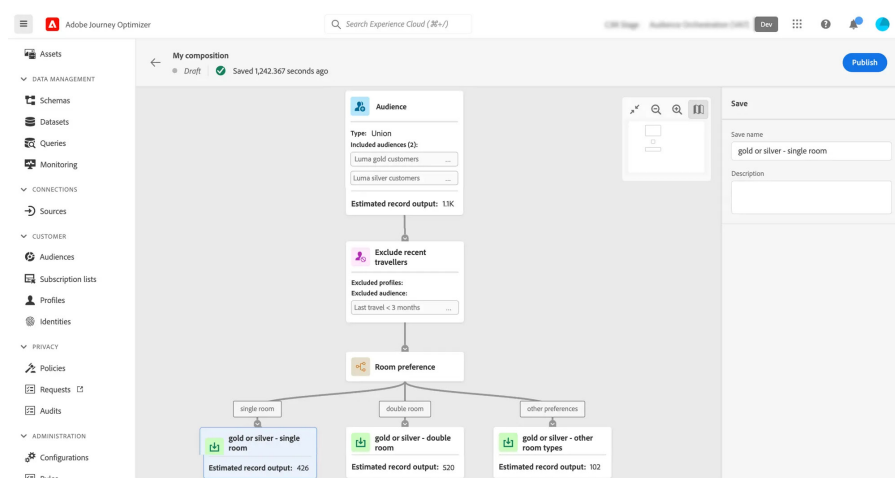 Adobe Journey Optimizer
Search Experience Cloud (⌘+/)
Dev
Assets
DATA MANAGEMENT
Schemas
Datasets
Queries
Monitoring
CONNECTIONS
Sources
CUSTOMER
Audiences
Subscription lists
Profiles
Identities
PRIVACY
Policies
Requests
Audits
ADMINISTRATION
Configurations
My composition
Draft
Saved 1,242.367 seconds ago
Publish
Audience
Type: Union
Included audiences (2):
Luma gold customers ...
Luma silver customers ...
Estimated record output: 1.1K
Exclude recent
travellers
Excluded profiles:
Excluded audience:
Last travel < 3 months ...
Room preference
single room
double room
other preferences
gold or silver - single
room
Estimated record output: 426
gold or silver - double
room
Estimated record output: 520
gold or silver - other
room types
Estimated record output: 102
Save
Save name
gold or silver - single room
Description